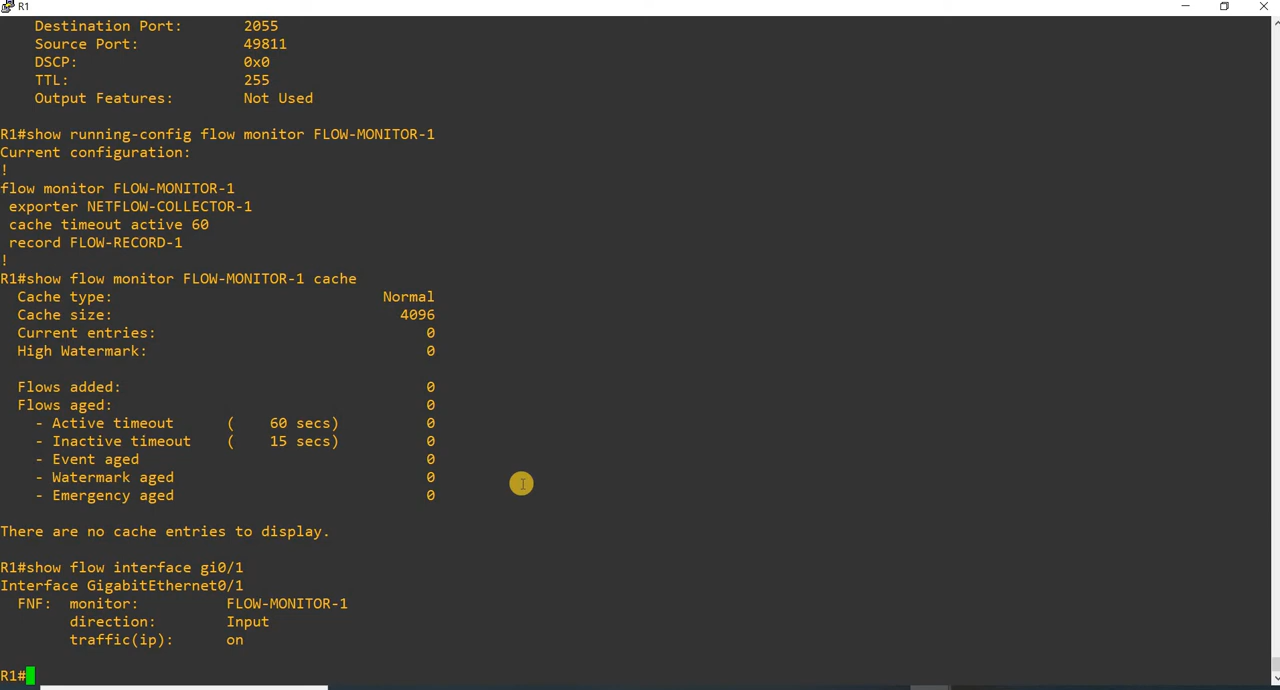 R1
    Destination Port:       2055
    Source Port:            49811
    DSCP:                   0x0
    TTL:                    255
    Output Features:        Not Used

R1#show running-config flow monitor FLOW-MONITOR-1
Current configuration:
!
flow monitor FLOW-MONITOR-1
 exporter NETFLOW-COLLECTOR-1
 cache timeout active 60
 record FLOW-RECORD-1
!
R1#show flow monitor FLOW-MONITOR-1 cache
  Cache type:                               Normal
  Cache size:                                 4096
  Current entries:                               0
  High Watermark:                                0

  Flows added:                                   0
  Flows aged:                                    0
    - Active timeout      (    60 secs)          0
    - Inactive timeout    (    15 secs)          0
    - Event aged                                 0
    - Watermark aged                             0
    - Emergency aged                             0

There are no cache entries to display.

R1#show flow interface gi0/1
Interface GigabitEthernet0/1
  FNF:  monitor:          FLOW-MONITOR-1
        direction:        Input
        traffic(ip):      on

R1#